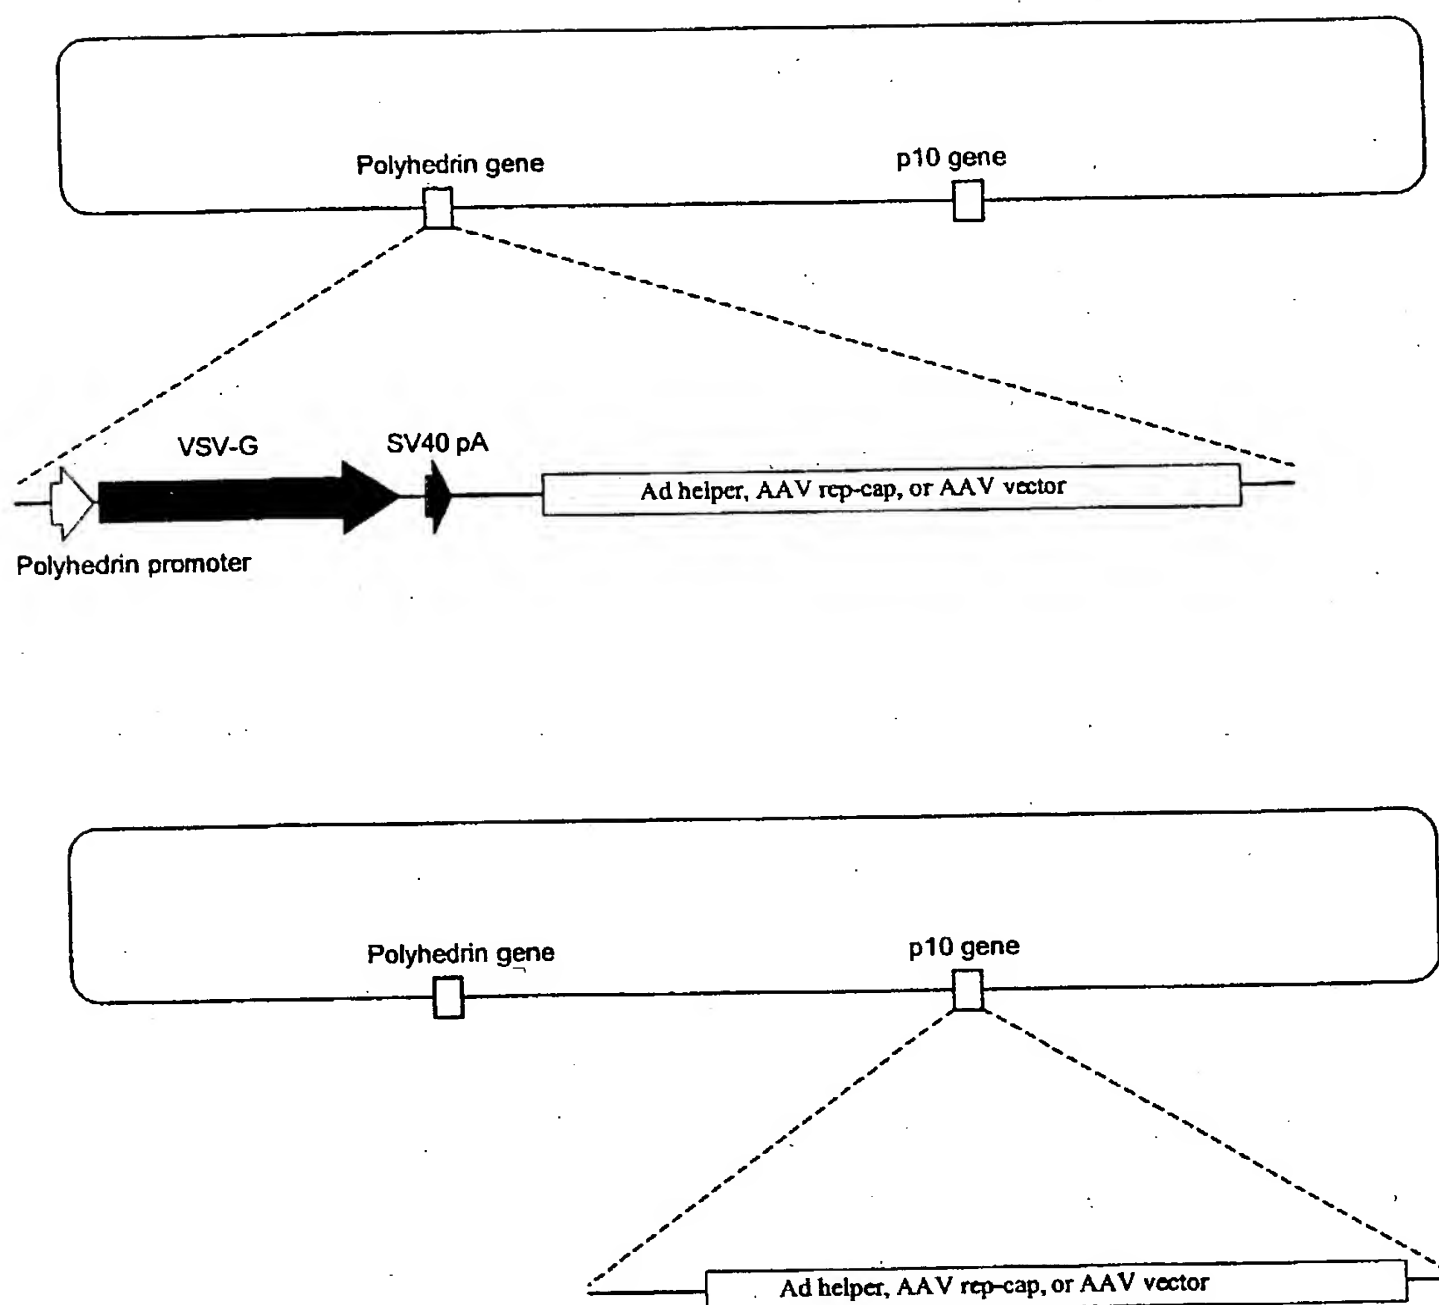 Polyhedrin gene
p10 gene
VSV-G
SV40 pA
Ad helper, AAV rep-cap, or AAV vector
Polyhedrin promoter
Polyhedrin gene
p10 gene
Ad helper, AAV rep-cap, or AAV vector